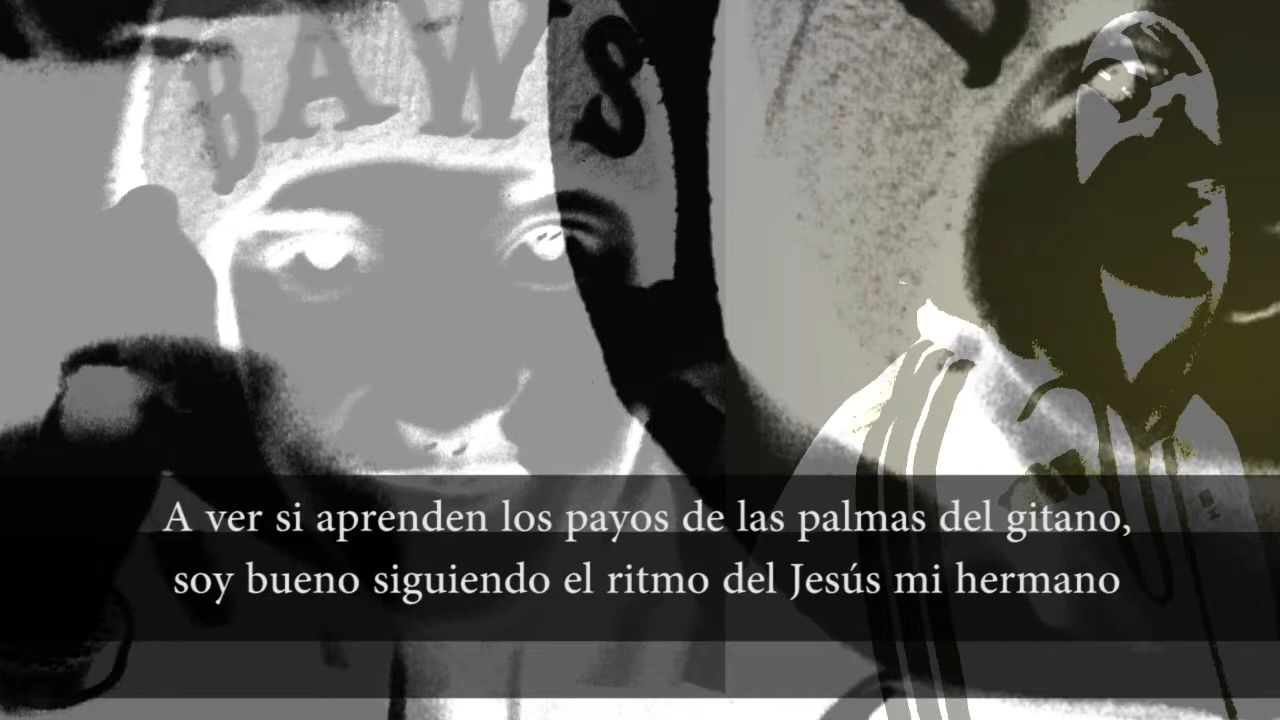 BAWS
A ver si aprenden los payos de las palmas del gitano,
soy bueno siguiendo el ritmo del Jesús mi hermano